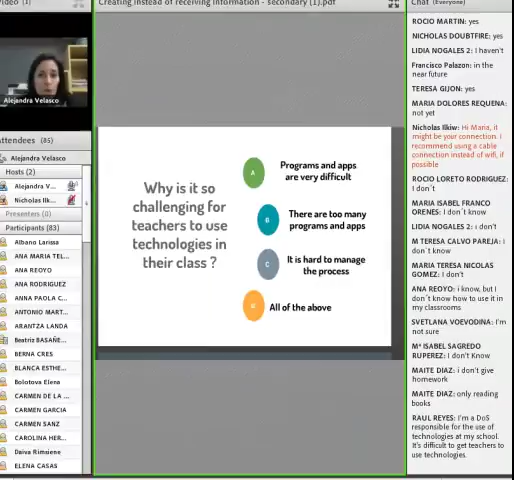 Video (1)
Alejandra Velasco
Attendees (85)
Alejandra Velasco
Hosts (2)
Alejandra V...
Nicholas Ilk...
Presenters (0)
Participants (83)
Albano Larissa
ANA MARIA TEL...
ANA REOYO
ANA RODRIGUEZ
ANNA PAOLA C...
ANTONIO MART...
ARANTZA LANDA
Beatriz BASAÑE...
BERNA CRES
BLANCA ESTHE...
Bolotova Elena
CARMEN DE LA ...
CARMEN GARCIA
CARMEN SANZ
CAROLINA HER...
Daiva Rimsiene
ELENA CASAS
Creating instead of receiving information - secondary (1).pdf
Why is it so
challenging for
teachers to use
technologies in
their class ?
A
Programs and apps
are very difficult
B
There are too many
programs and apps
C
It is hard to manage
the process
All of the above
Chat (Everyone)
ROCIO MARTIN: yes
NICHOLAS DOUBTFIRE: yes
LIDIA NOGALES 2: I haven't
Francisco Palazon: in the
near future
TERESA GIJON: yes
MARIA DOLORES REQUENA:
not yet
Nicholas Ilkiw: Hi Maria, it
might be your connection. I
recommend using a cable
connection instead of wifi, if
possible
ROCIO LORETO RODRIGUEZ:
I don´t
MARIA ISABEL FRANCO
ORENES: I don´t know
LIDIA NOGALES 2: i don't
M TERESA CALVO PAREJA: I
don´t know
MARIA TERESA NICOLAS
GOMEZ: I don't
ANA REOYO: i know, but I
don´t know how to use it in
my classrooms
SVETLANA VOEVODINA: I'm
not sure
Mª ISABEL SAGREDO
RUPEREZ: I don't Know
MAITE DIAZ: i don't give
homework
MAITE DIAZ: only reading
books
RAUL REYES: I'm a DoS
responsible for the use of
technologies at my school.
It's difficult to get teachers to
use technologies.